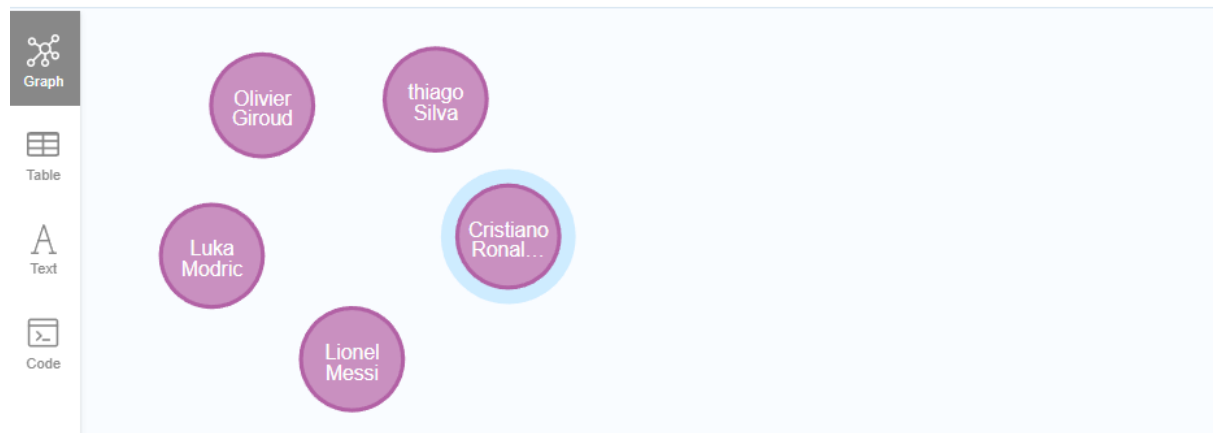 Graph
Table
Text
Code
Olivier
Giroud
thiago
Silva
Cristiano
Ronal...
Luka
Modric
Lionel
Messi